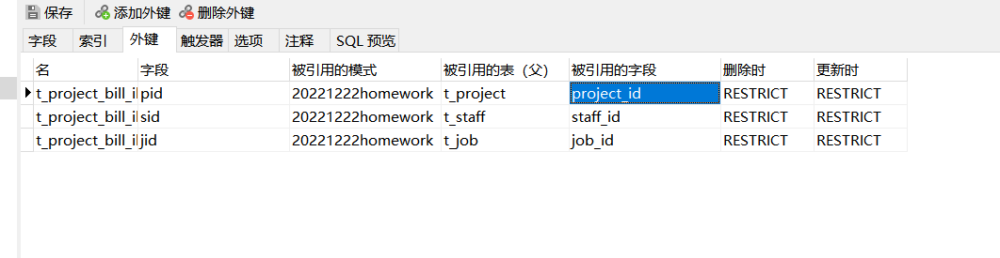 保存 添加外键 删除外键
字段 索引 外键 触发器 选项 注释 SQL 预览
名 字段 被引用的模式 被引用的表（父） 被引用的字段 删除时 更新时
t_project_bill_i pid 20221222homework t_project project_id RESTRICT RESTRICT
t_project_bill_i sid 20221222homework t_staff staff_id RESTRICT RESTRICT
t_project_bill_i jid 20221222homework t_job job_id RESTRICT RESTRICT